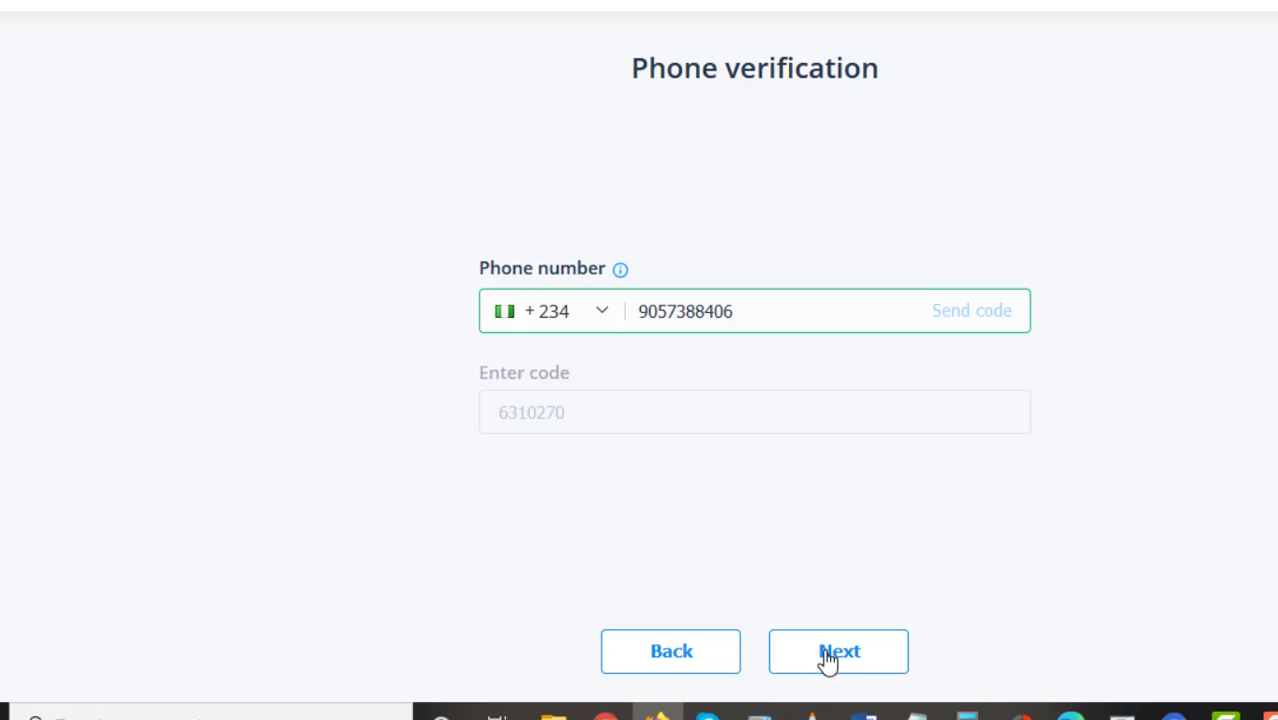 Phone verification
Phone number
+ 234 9057388406 Send code
Enter code
6310270
Back Next